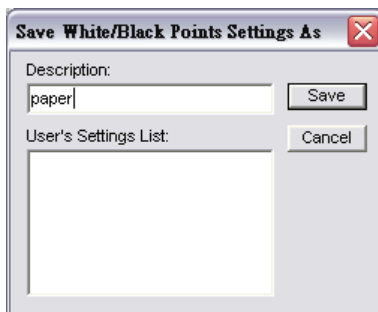 Save White/Black Points Settings As
Description:
paper
Save
User's Settings List:
Cancel